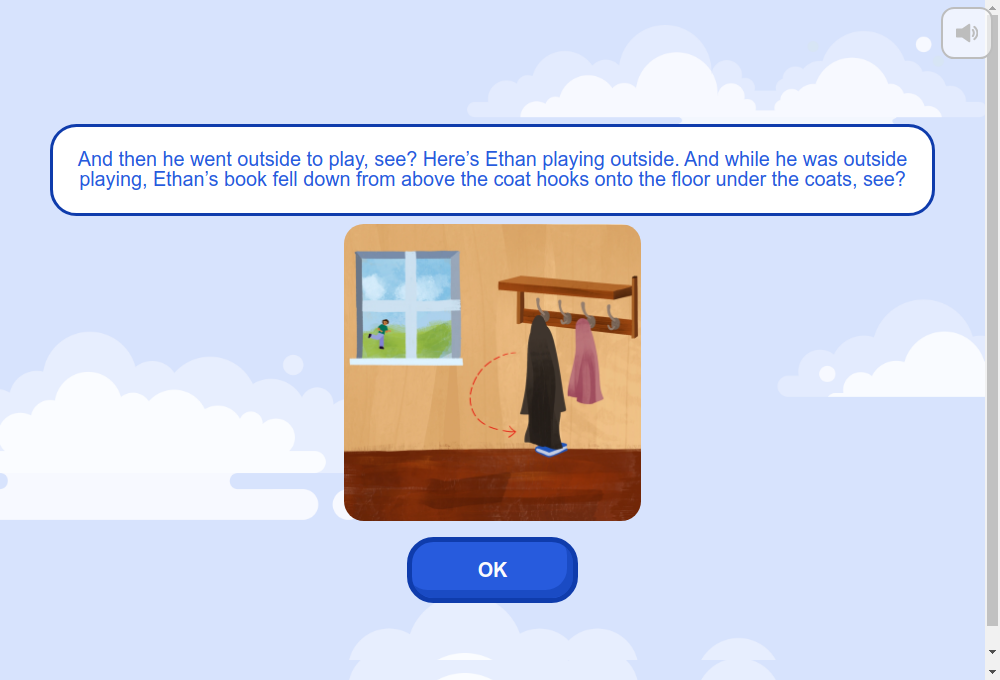 And then he went outside to play, see? Here’s Ethan playing outside. And while he was outside
playing, Ethan’s book fell down from above the coat hooks onto the floor under the coats, see?
OK